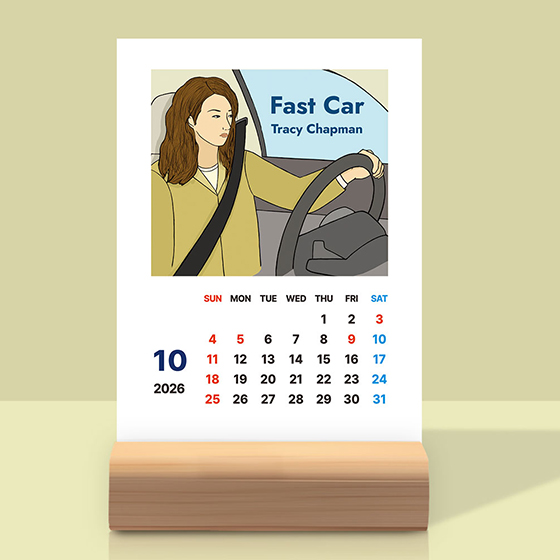 Fast Car
Tracy Chapman
SUN MON TUE WED THU FRI SAT
1 2 3
4 5 6 7 8 9 10
10
11 12 13 14 15 16 17
2026
18 19 20 21 22 23 24
25 26 27 28 29 30 31